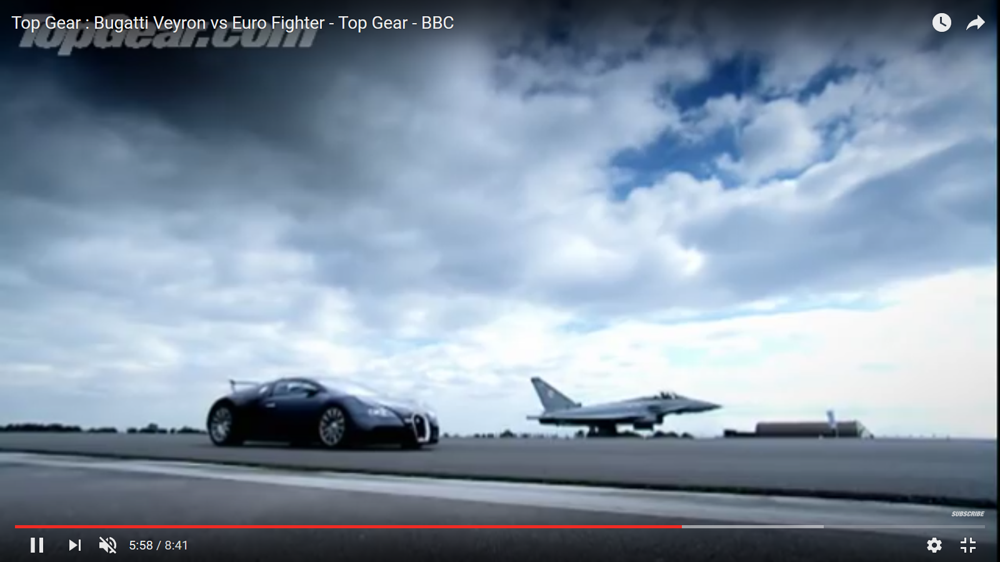 Top Gear : Bugatti Veyron vs Euro Fighter - Top Gear - BBC
TopGear.com
SUBSCRIBE
5:58 / 8:41